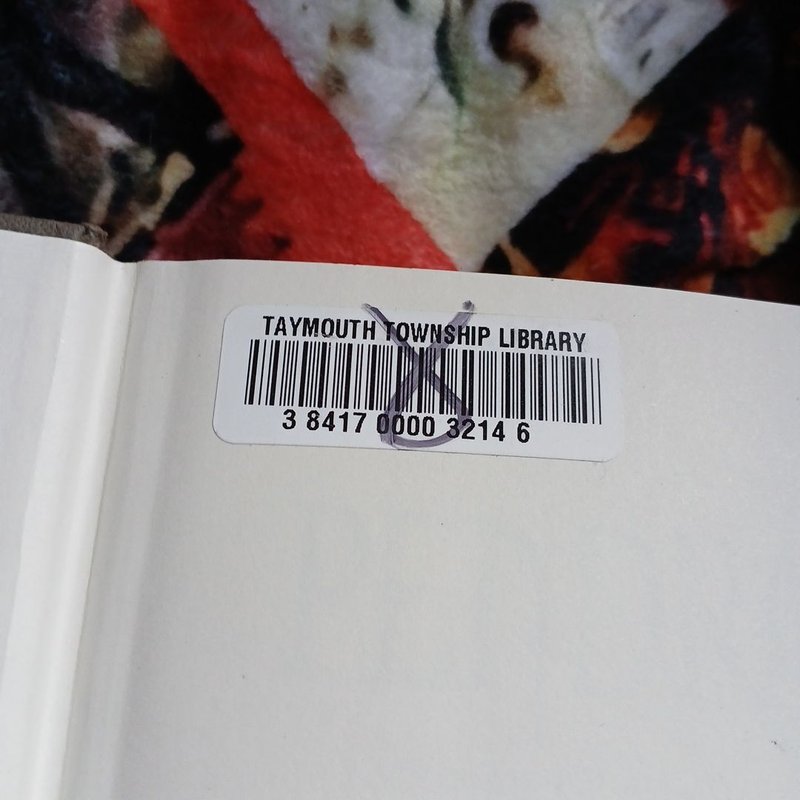 TAYMOUTH TOWNSHIP LIBRARY
3 8417 0000 3214 6